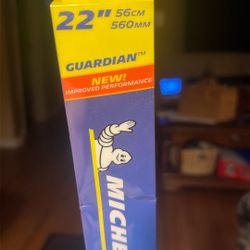 22" 56CM
560MM
GUARDIAN™
NEW!
IMPROVED PERFORMANCE
MICHE